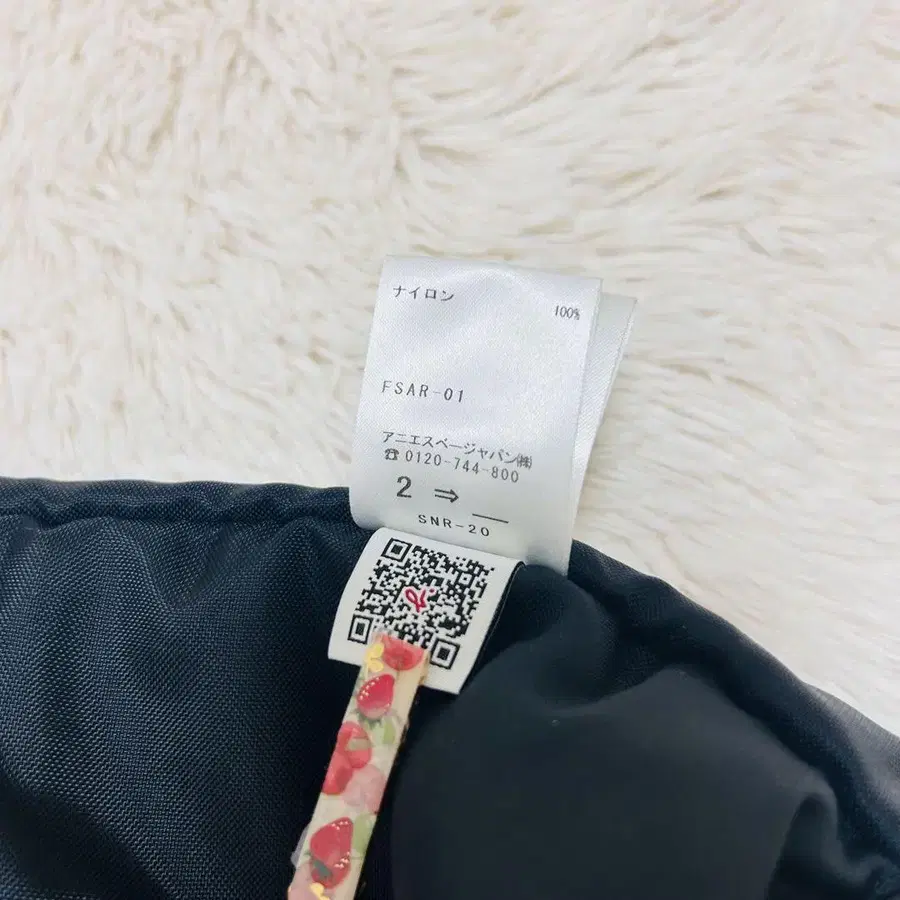 ナイロン 100%
FSAR-01
アニエスベージャパン㈱
☎0120-744-800
2 ⇒
SNR-20